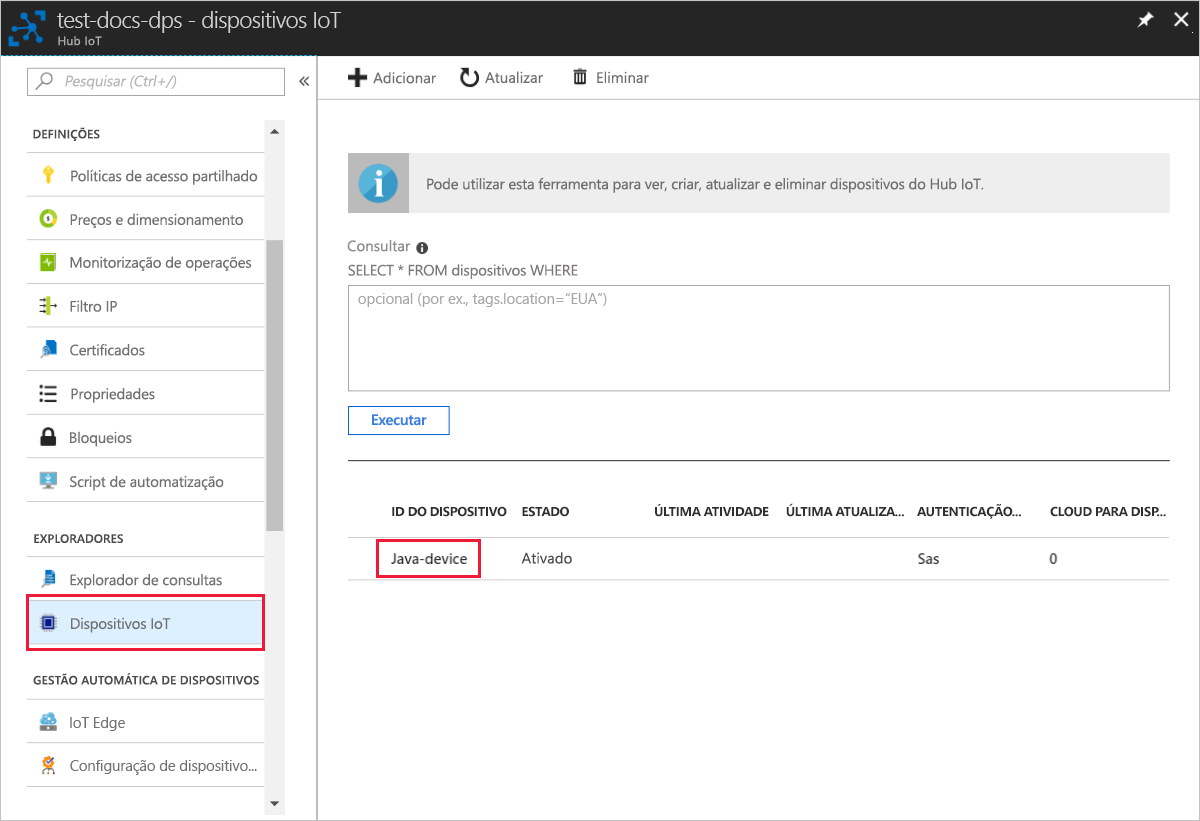 test-docs-dps - dispositivos IoT
Hub IoT
Pesquisar (Ctrl+/)
DEFINIÇÕES
Políticas de acesso partilhado
Preços e dimensionamento
Monitorização de operações
Filtro IP
Certificados
Propriedades
Bloqueios
Script de automatização
EXPLORADORES
Explorador de consultas
Dispositivos IoT
GESTÃO AUTOMÁTICA DE DISPOSITIVOS
IoT Edge
Configuração de dispositivo...
Adicionar Atualizar Eliminar
Pode utilizar esta ferramenta para ver, criar, atualizar e eliminar dispositivos do Hub IoT.
Consultar
SELECT * FROM dispositivos WHERE
opcional (por ex., tags.location=“EUA”)
Executar
ID DO DISPOSITIVO ESTADO ÚLTIMA ATIVIDADE ÚLTIMA ATUALIZA... AUTENTICAÇÃO... CLOUD PARA DISP...
Java-device Ativado Sas 0